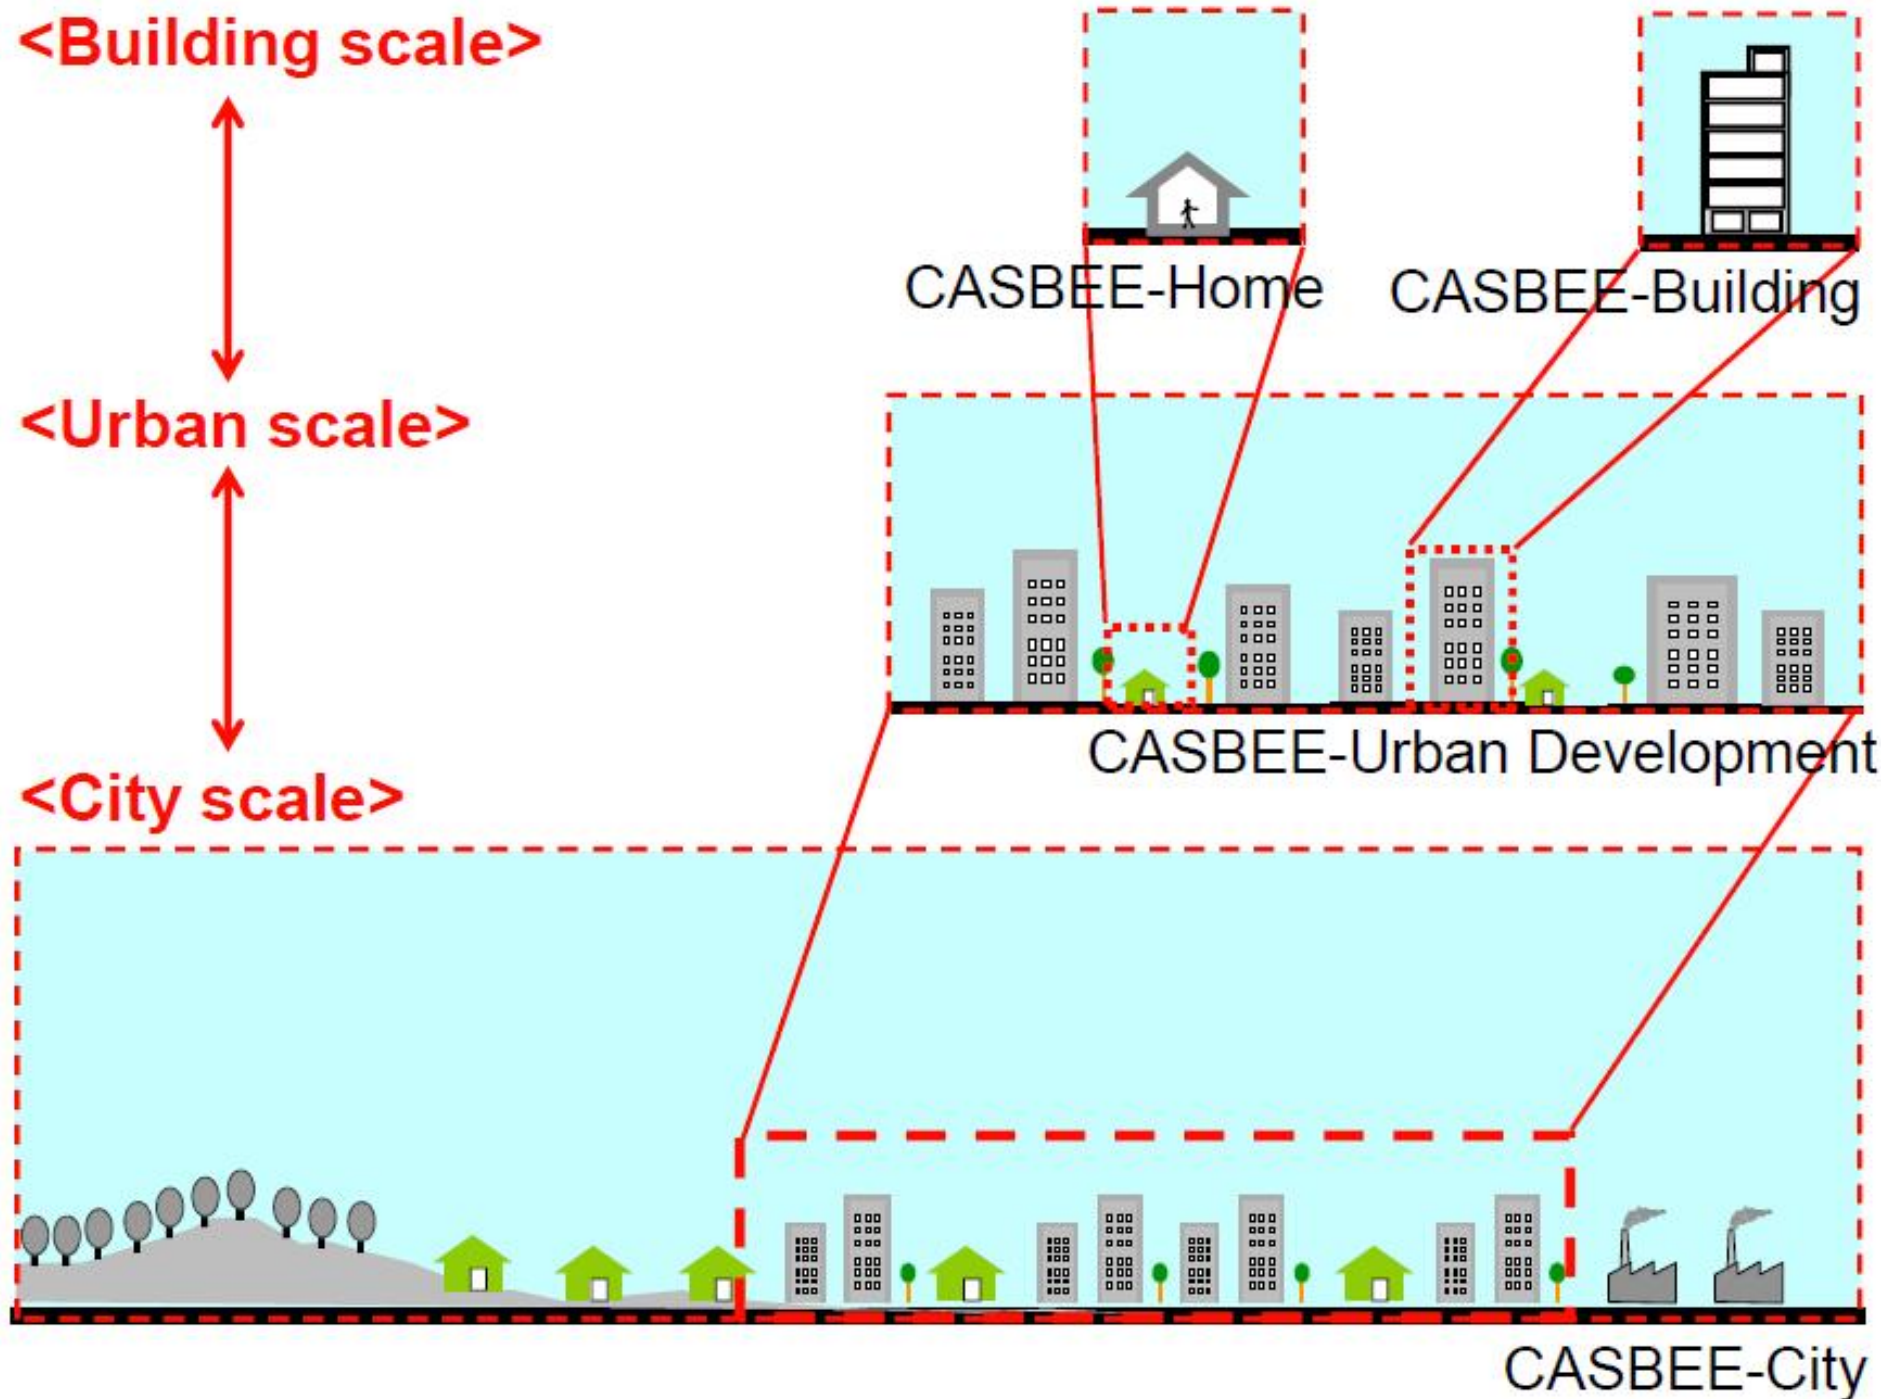 <Building scale>
CASBEE-Home
CASBEE-Building
<Urban scale>
CASBEE-Urban Development
<City scale>
CASBEE-City